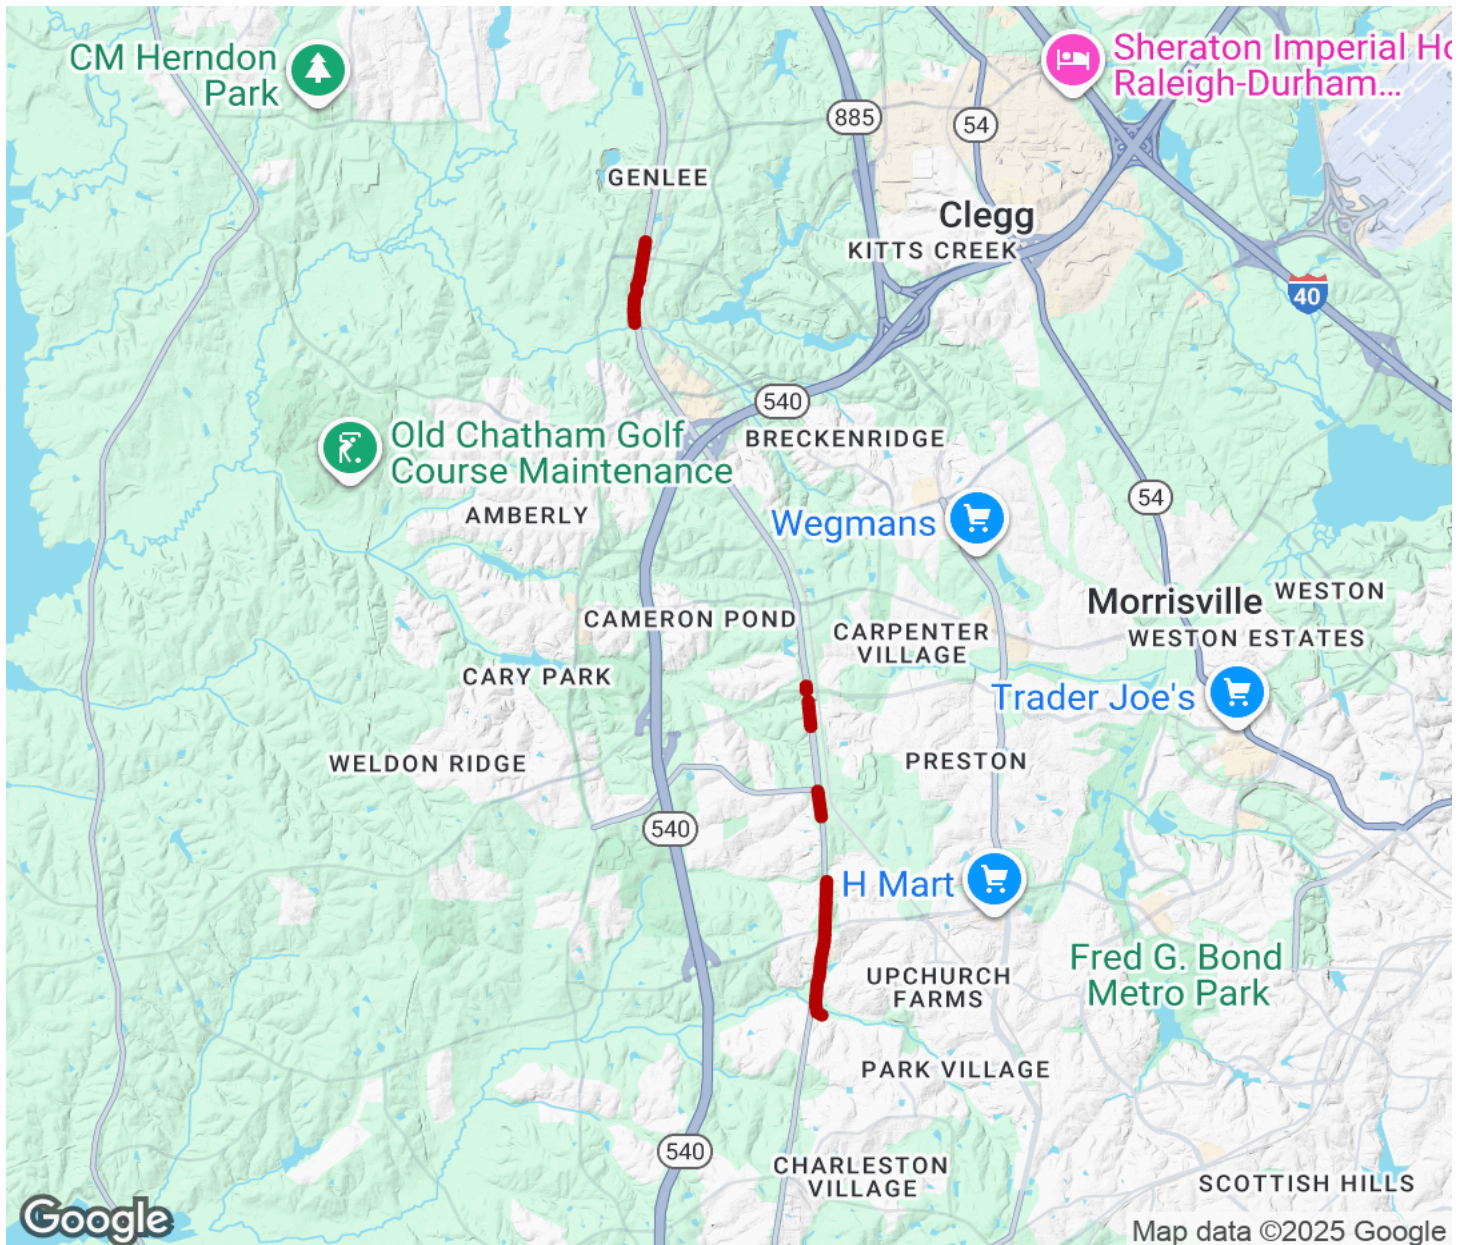 CM Herndon
Park
Sheraton Imperial Ho
Raleigh-Durham...
885
54
GENLEE
Clegg
KITTS CREEK
40
540
BRECKENRIDGE
Old Chatham Golf
Course Maintenance
AMBERLY
54
Wegmans
Morrisville
WESTON
CAMERON POND
CARPENTER
VILLAGE
WESTON ESTATES
CARY PARK
Trader Joe's
WELDON RIDGE
PRESTON
540
H Mart
UPCHURCH
FARMS
Fred G. Bond
Metro Park
PARK VILLAGE
540
CHARLESTON
VILLAGE
SCOTTISH HILLS
Google
Map data ©2025 Google